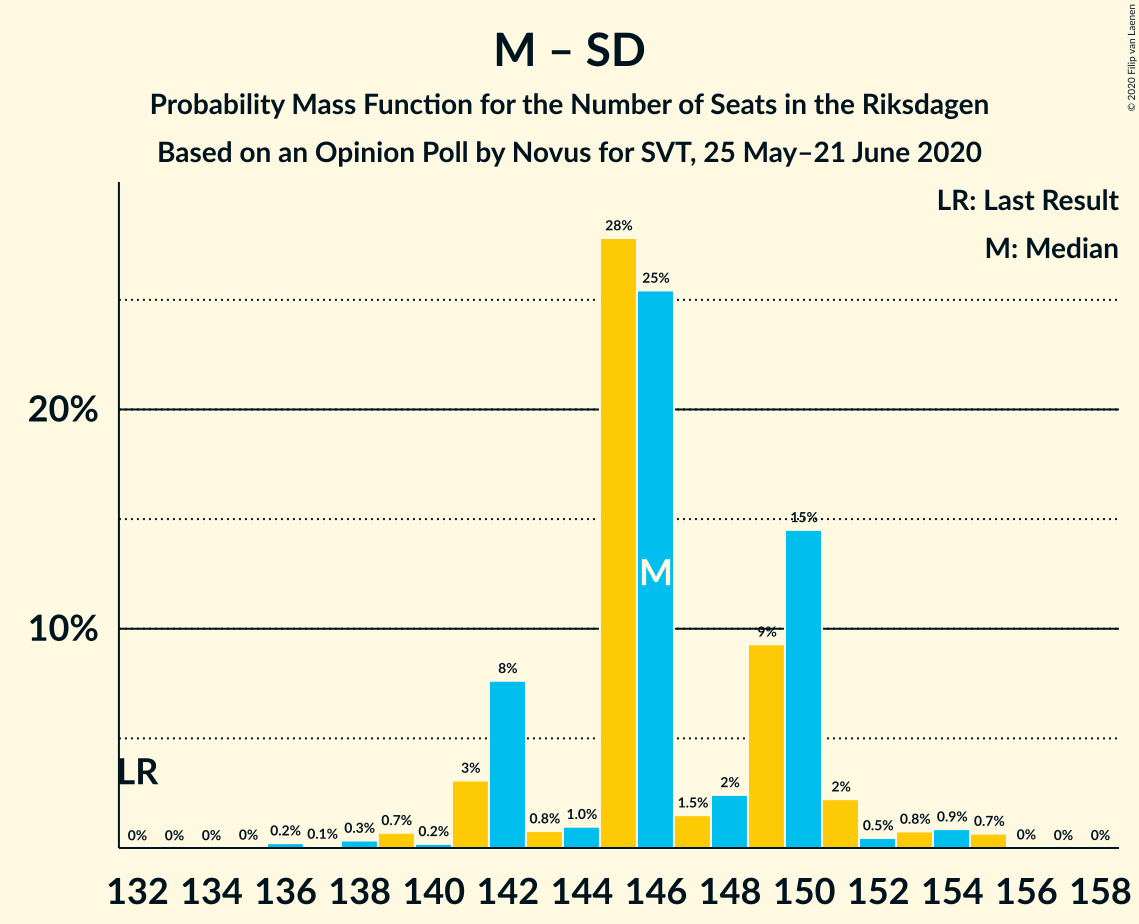 M – SD
Probability Mass Function for the Number of Seats in the Riksdagen
Based on an Opinion Poll by Novus for SVT, 25 May–21 June 2020
© 2020 Filip van Laenen
LR: Last Result
M: Median
20%
10%
LR
M
0% 0% 0% 0% 0.2% 0.1% 0.3% 0.7% 0.2% 3% 8% 0.8% 1.0% 28% 25% 1.5% 2% 9% 15% 2% 0.5% 0.8% 0.9% 0.7% 0% 0% 0%
132 134 136 138 140 142 144 146 148 150 152 154 156 158